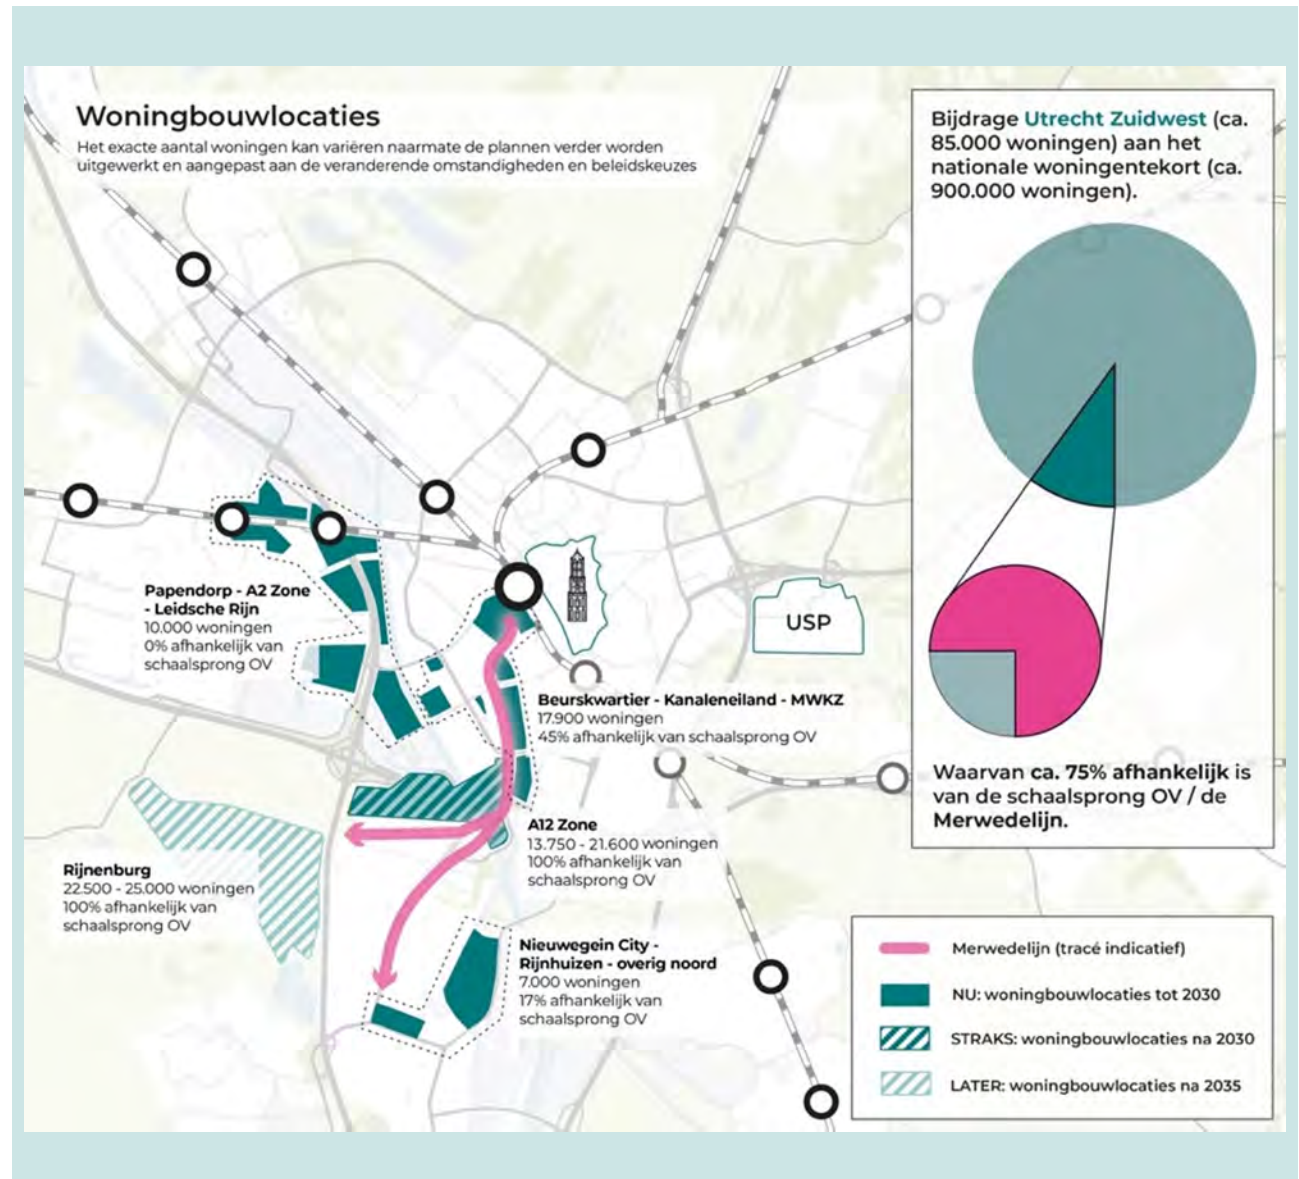 Woningbouwlocaties
Het exacte aantal woningen kan variëren naarmate de plannen verder worden
uitgewerkt en aangepast aan de veranderende omstandigheden en beleidskeuzes
Bijdrage Utrecht Zuidwest (ca.
85.000 woningen) aan het
nationale woningentekort (ca.
900.000 woningen).
Waarvan ca. 75% afhankelijk is
van de schaalsprong OV / de
Merwedelijn.
Papendorp - A2 Zone
- Leidsche Rijn
10.000 woningen
0% afhankelijk van
schaalsprong OV
USP
Beurskwartier - Kanaleneiland - MWKZ
17.900 woningen
45% afhankelijk van schaalsprong OV
A12 Zone
13.750 - 21.600 woningen
100% afhankelijk van
schaalsprong OV
Rijnenburg
22.500 - 25.000 woningen
100% afhankelijk van
schaalsprong OV
Nieuwegein City -
Rijnhuizen - overig noord
7.000 woningen
17% afhankelijk van
schaalsprong OV
Merwedelijn (tracé indicatief)
NU: woningbouwlocaties tot 2030
STRAKS: woningbouwlocaties na 2030
LATER: woningbouwlocaties na 2035